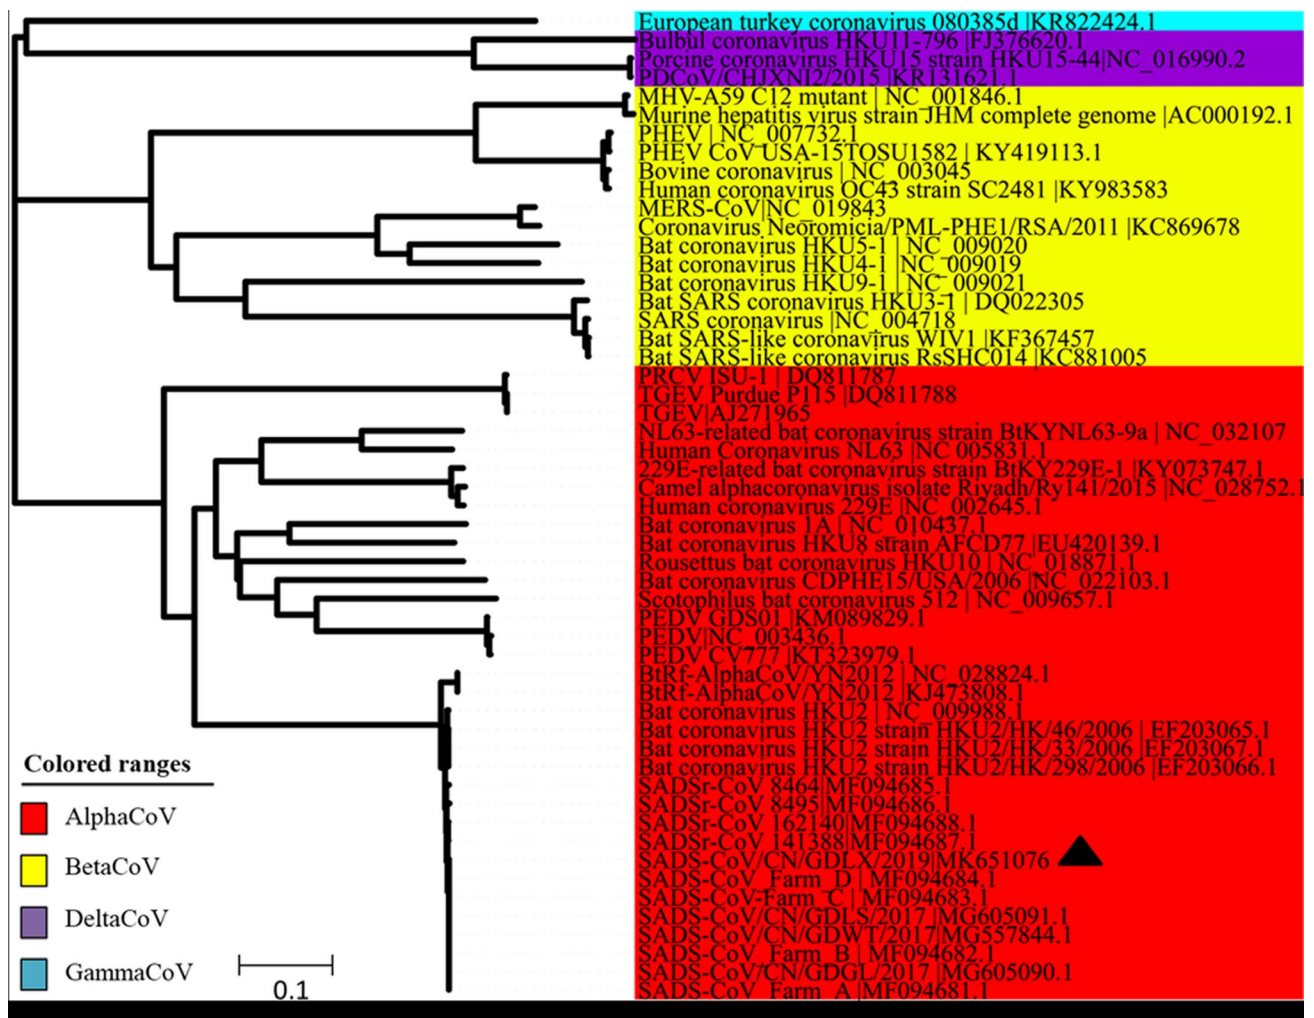 European turkey coronavirus 080385d |KR822424.1
Bulbul coronavirus HKU11-796 |FJ376620.1
Porcine coronavirus HKU15 strain HKU15-44|NC_016990.2
PDCoV/CHJXNI2/2015 |KR131621.1
MHV-A59 C12 mutant | NC_001846.1
Murine hepatitis virus strain JHM complete genome |AC000192.1
PHEV | NC_007732.1
PHEV CoV USA-15TOSU1582 | KY419113.1
Bovine coronavirus | NC_003045
Human coronavirus OC43 strain SC2481 |KY983583
MERS-CoV|NC_019843
Coronavirus Neoromicia/PML-PHE1/RSA/2011 |KC869678
Bat coronavirus HKU5-1 | NC_009020
Bat coronavirus HKU4-1 |NC_009019
Bat coronavirus HKU9-1 | NC_009021
Bat SARS coronavirus HKU3-1 | DQ022305
SARS coronavirus |NC_004718
Bat SARS-like coronavirus WIV1 |KF367457
Bat SARS-like coronavirus RsSHC014 |KC881005
PRCV ISU-1 | DQ811787
TGEV Purdue P115 |DQ811788
TGEV|AJ271965
NL63-related bat coronavirus strain BtKYNL63-9a | NC_032107
Human Coronavirus NL63 |NC_005831.1
229E-related bat coronavirus strain BtKY229E-1 |KY073747.1
Camel alphacoronavirus isolate Riyadh/Ry141/2015 |NC_028752.1
Human coronavirus 229E |NC_002645.1
Bat coronavirus 1A | NC_010437.1
Bat coronavirus HKU8 strain AFCD77 |EU420139.1
Rousettus bat coronavirus HKU10 | NC_018871.1
Bat coronavirus CDPHE15/USA/2006 |NC_022103.1
Scotophilus bat coronavirus 512 | NC_009657.1
PEDV GDS01 |KM089829.1
PEDV|NC_003436.1
PEDV CV777 |KT323979.1
BtRf-AlphaCoV/YN2012 | NC_028824.1
BtRf-AlphaCoV/YN2012 |KJ473808.1
Bat coronavirus HKU2 | NC_009988.1
Bat coronavirus HKU2 strain HKU2/HK/46/2006 | EF203065.1
Bat coronavirus HKU2 strain HKU2/HK/33/2006 |EF203067.1
Bat coronavirus HKU2 strain HKU2/HK/298/2006 |EF203066.1
SADSr-CoV 8464|MF094685.1
SADSr-CoV 8495|MF094686.1
SADSr-CoV 162140|MF094688.1
SADSr-CoV 141388|MF094687.1
SADS-CoV/CN/GDLX/2019|MK651076
SADS-CoV_Farm_D | MF094684.1
SADS-CoV-Farm_C | MF094683.1
SADS-CoV/CN/GDLS/2017 |MG605091.1
SADS-CoV/CN/GDWT/2017|MG557844.1
SADS-CoV_Farm_B | MF094682.1
SADS-CoV/CN/GDGL/2017 |MG605090.1
SADS-CoV_Farm_A|MF094681.1
Colored ranges
AlphaCoV
BetaCoV
DeltaCoV
GammaCoV
0.1